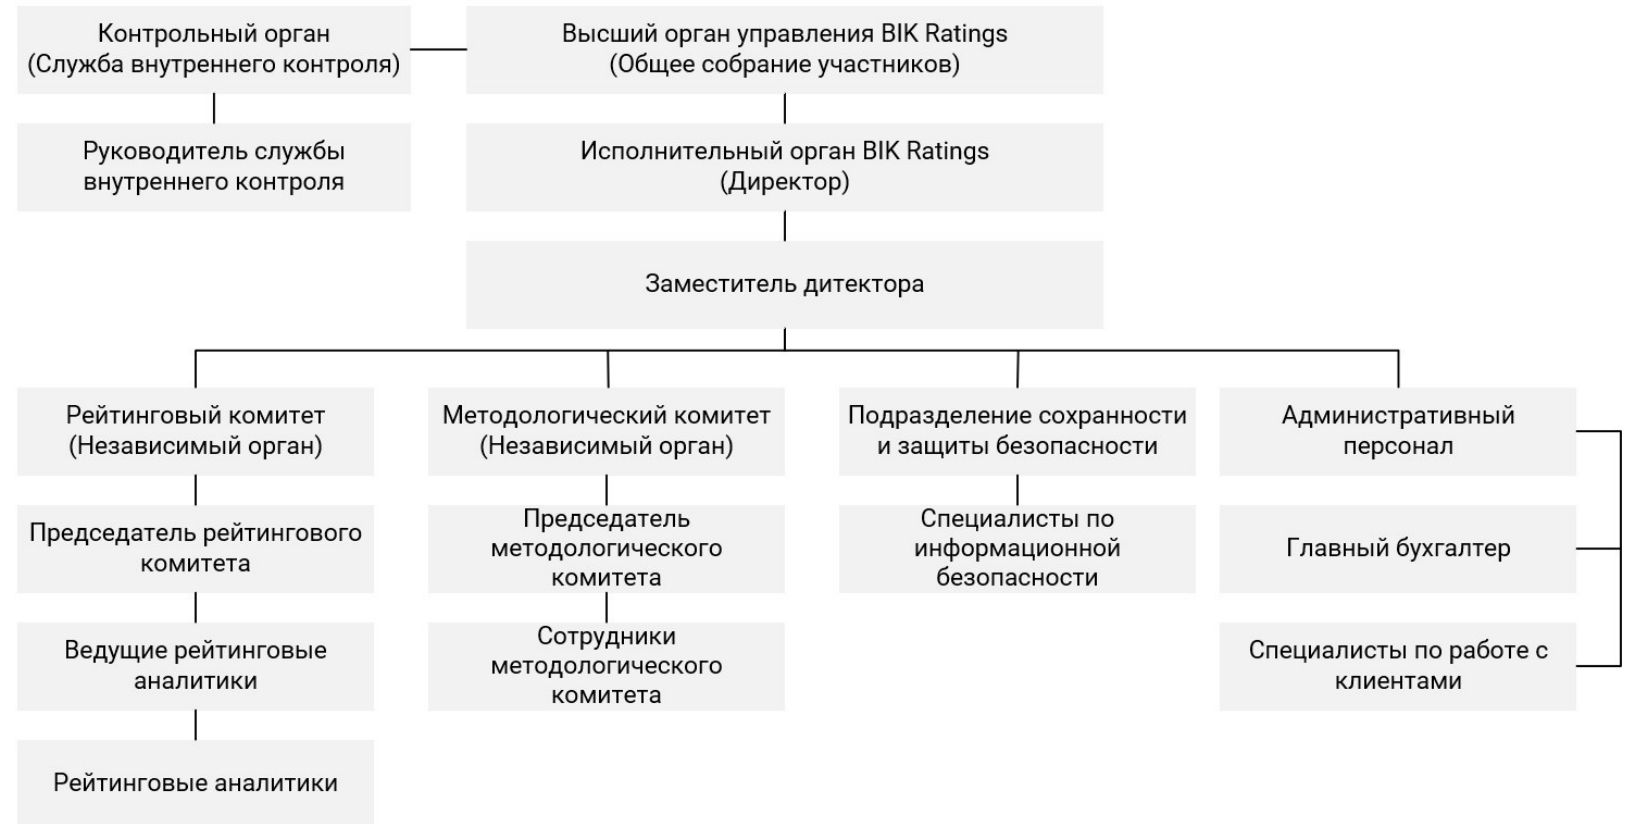 Контрольный орган
(Служба внутреннего контроля)
Высший орган управления BIK Ratings
(Общее собрание участников)
Руководитель службы
внутреннего контроля
Исполнительный орган BIK Ratings
(Директор)
Заместитель дитектора
Рейтинговый комитет
(Независимый орган)
Методологический комитет
(Независимый орган)
Подразделение сохранности
и защиты безопасности
Административный
персонал
Председатель рейтингового
комитета
Председатель
методологического
комитета
Специалисты по
информационной
безопасности
Главный бухгалтер
Ведущие рейтинговые
аналитики
Сотрудники
методологического
комитета
Специалисты по работе с
клиентами
Рейтинговые аналитики